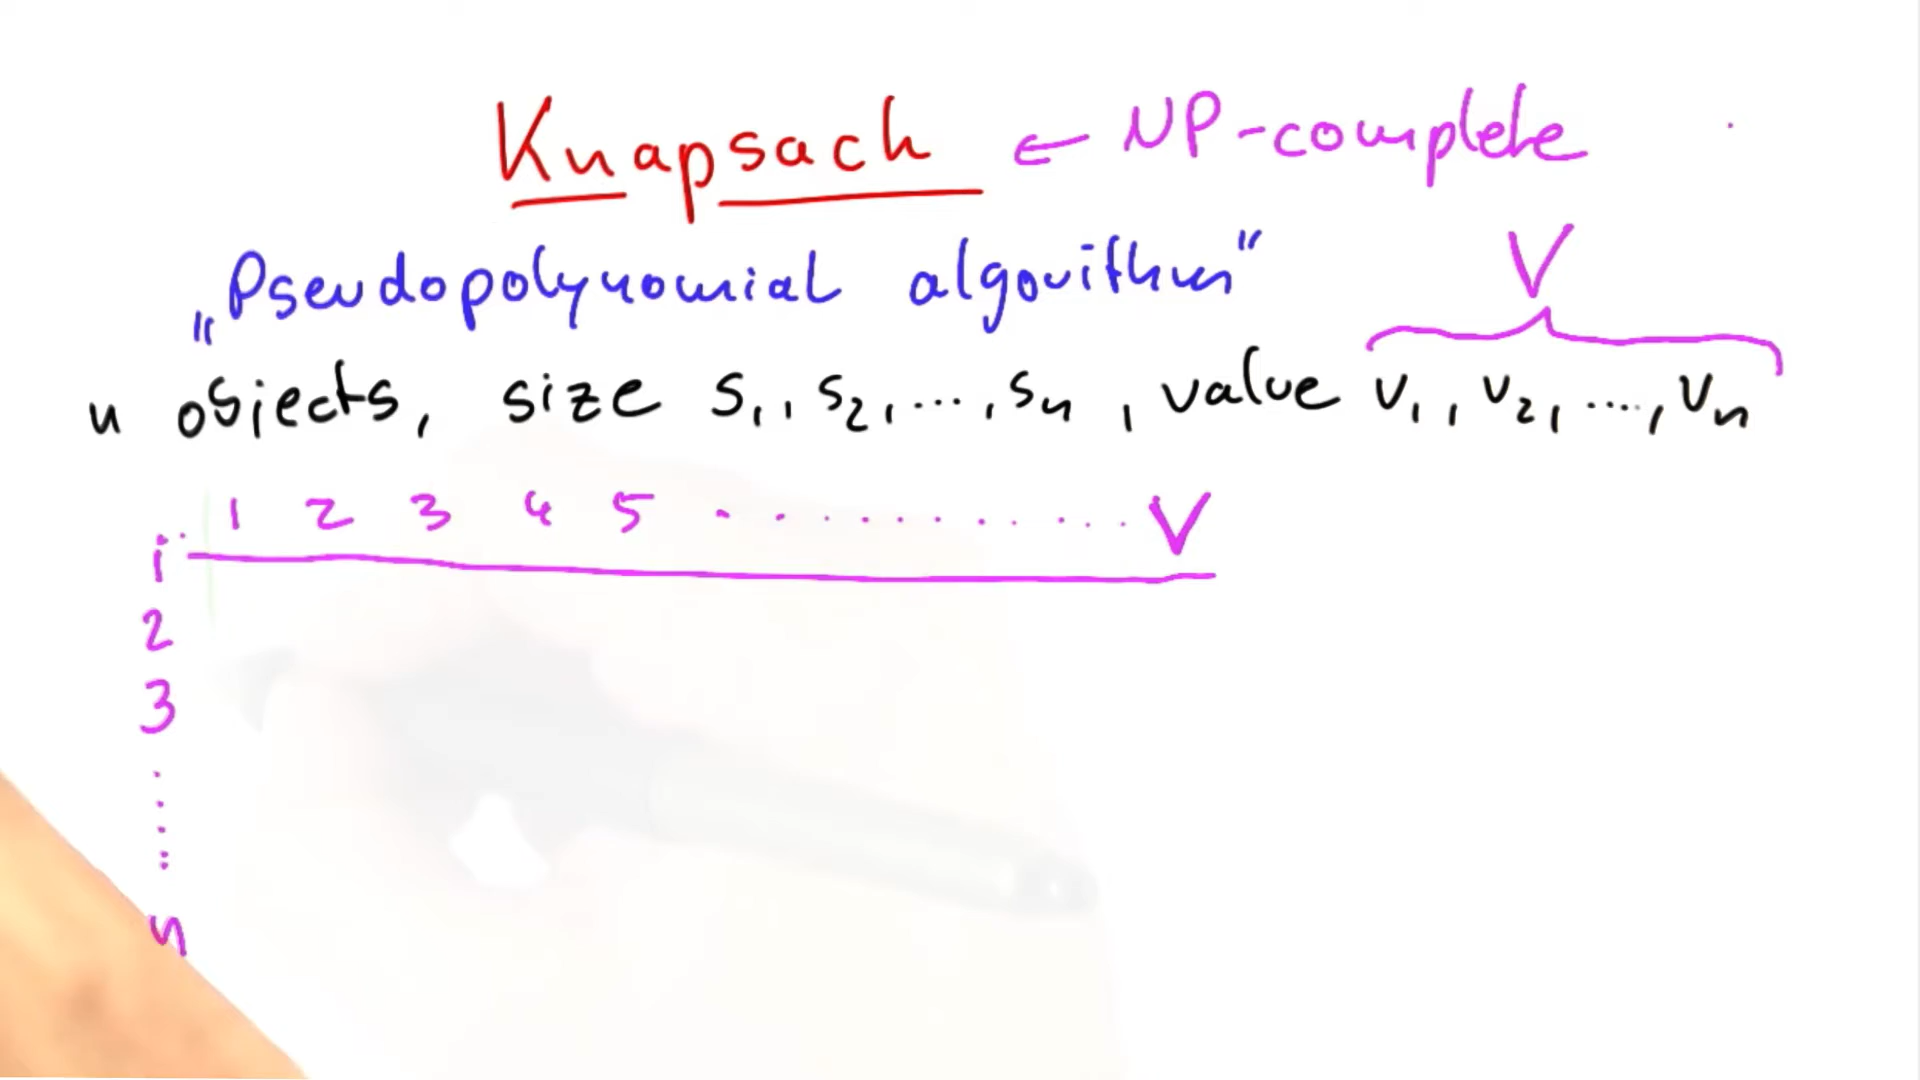 Knapsack ← NP-complete
„Pseudopolynomial algorithm“
V
n objects, size s₁, s₂, ..., sₙ, value v₁, v₂, ..., vₙ
1 2 3 4 5 ............ V
1
2
3
⋮
n